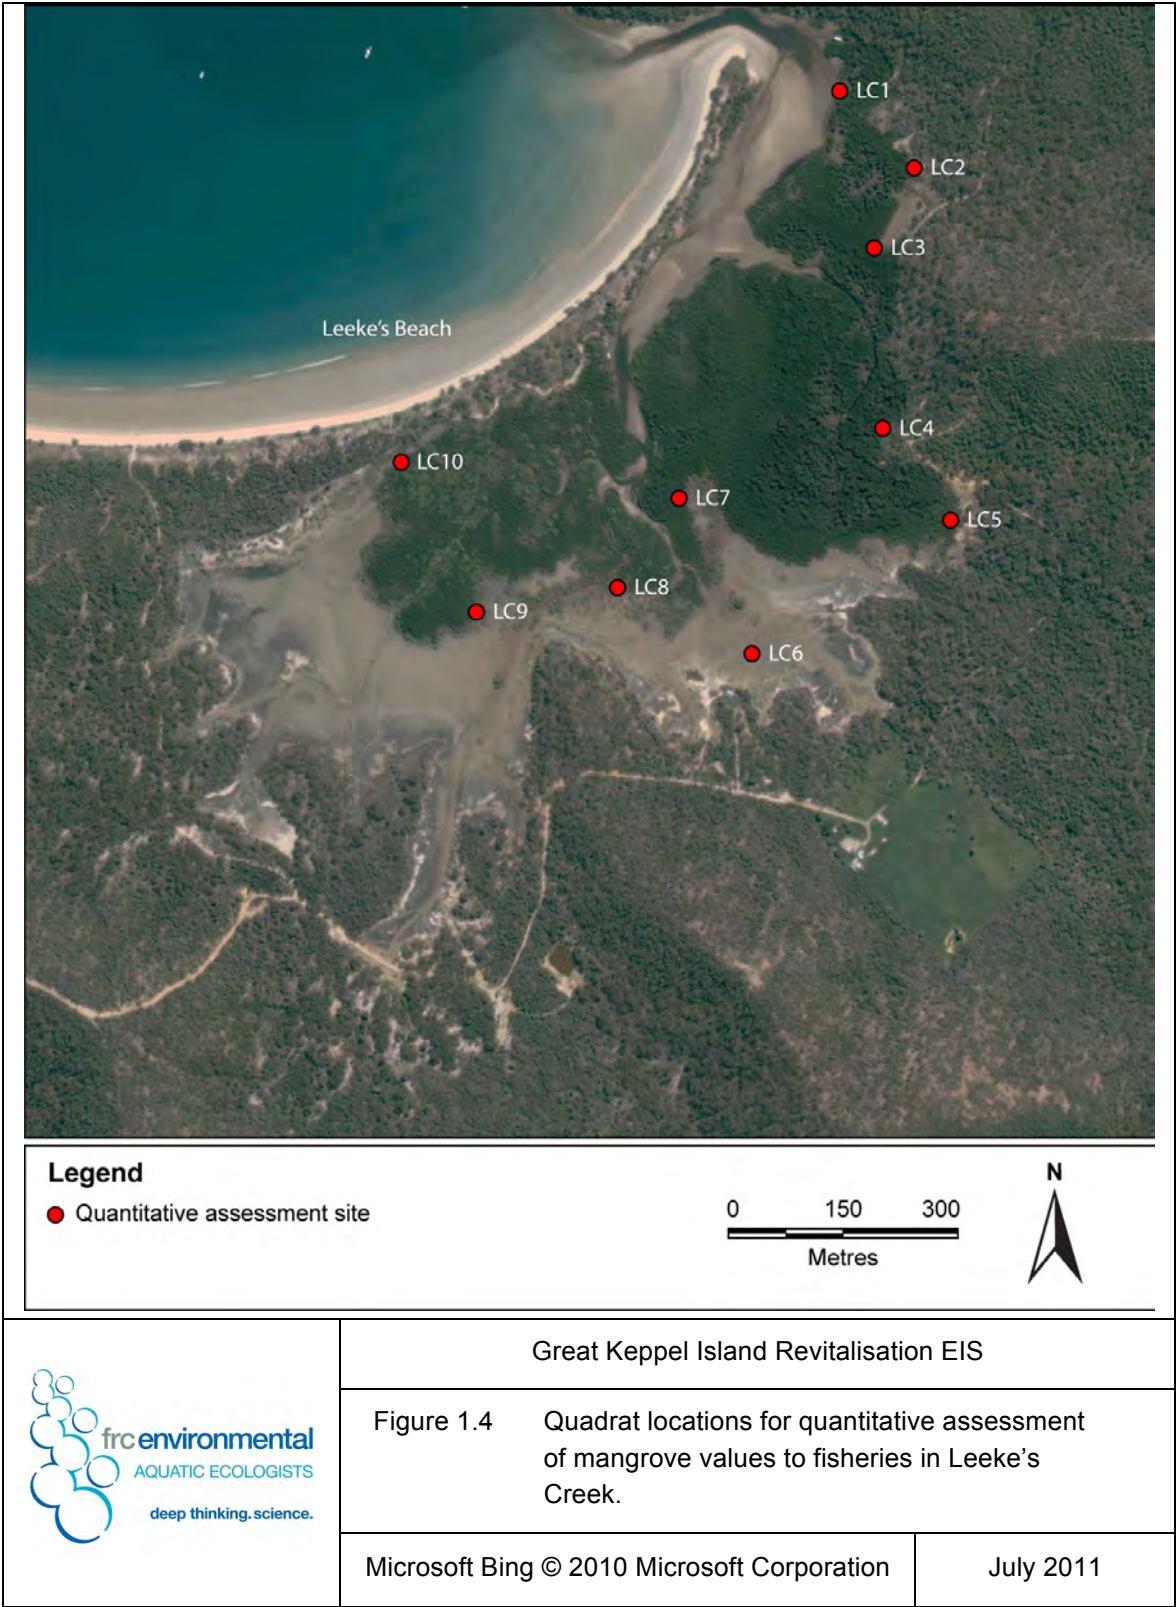 LC1
LC2
LC3
Leeke's Beach
LC4
LC10
LC7
LC5
LC8
LC9
LC6
Legend
Quantitative assessment site
0 150 300
Metres
N
Great Keppel Island Revitalisation EIS
frcenvironmental
AQUATIC ECOLOGISTS
deep thinking.science.
Figure 1.4 Quadrat locations for quantitative assessment
of mangrove values to fisheries in Leeke's
Creek.
Microsoft Bing © 2010 Microsoft Corporation July 2011